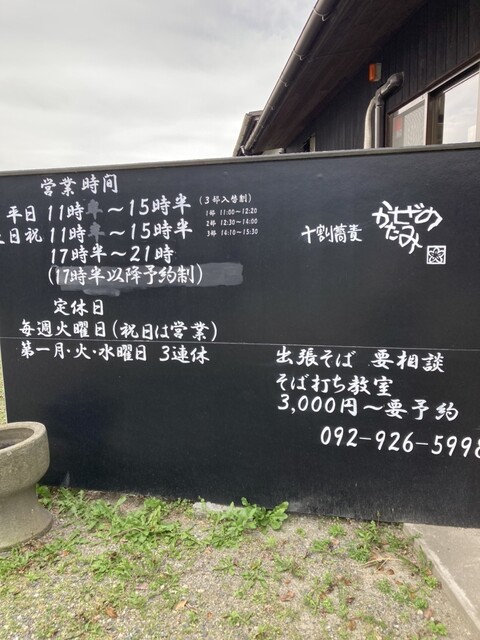 営業時間
平日 11時 ～15時半 (3部入替制)
1部 11:00～12:20
2部 12:30～14:00
3部 14:10～15:30
土日祝 11時 ～15時半
17時～21時
(17時半以降予約制)
定休日
毎週火曜日(祝日は営業)
第一月・火・水曜日 3連休
十割蕎麦
かぜの
かたみ
出張そば 要相談
そば打ち教室
3,000円～要予約
092-926-5998